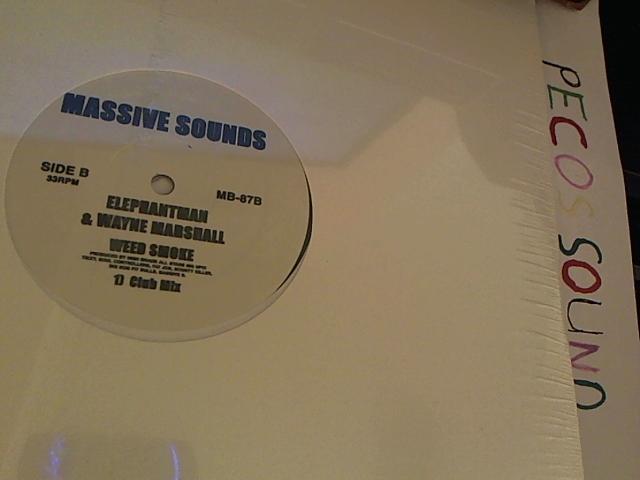 MASSIVE SOUNDS
SIDE B
33RPM
MB-87B
ELEPHANTMAN
& WAYNE MARSHALL
WEED SMOKE
1) Club Mix
PECOS SOUND